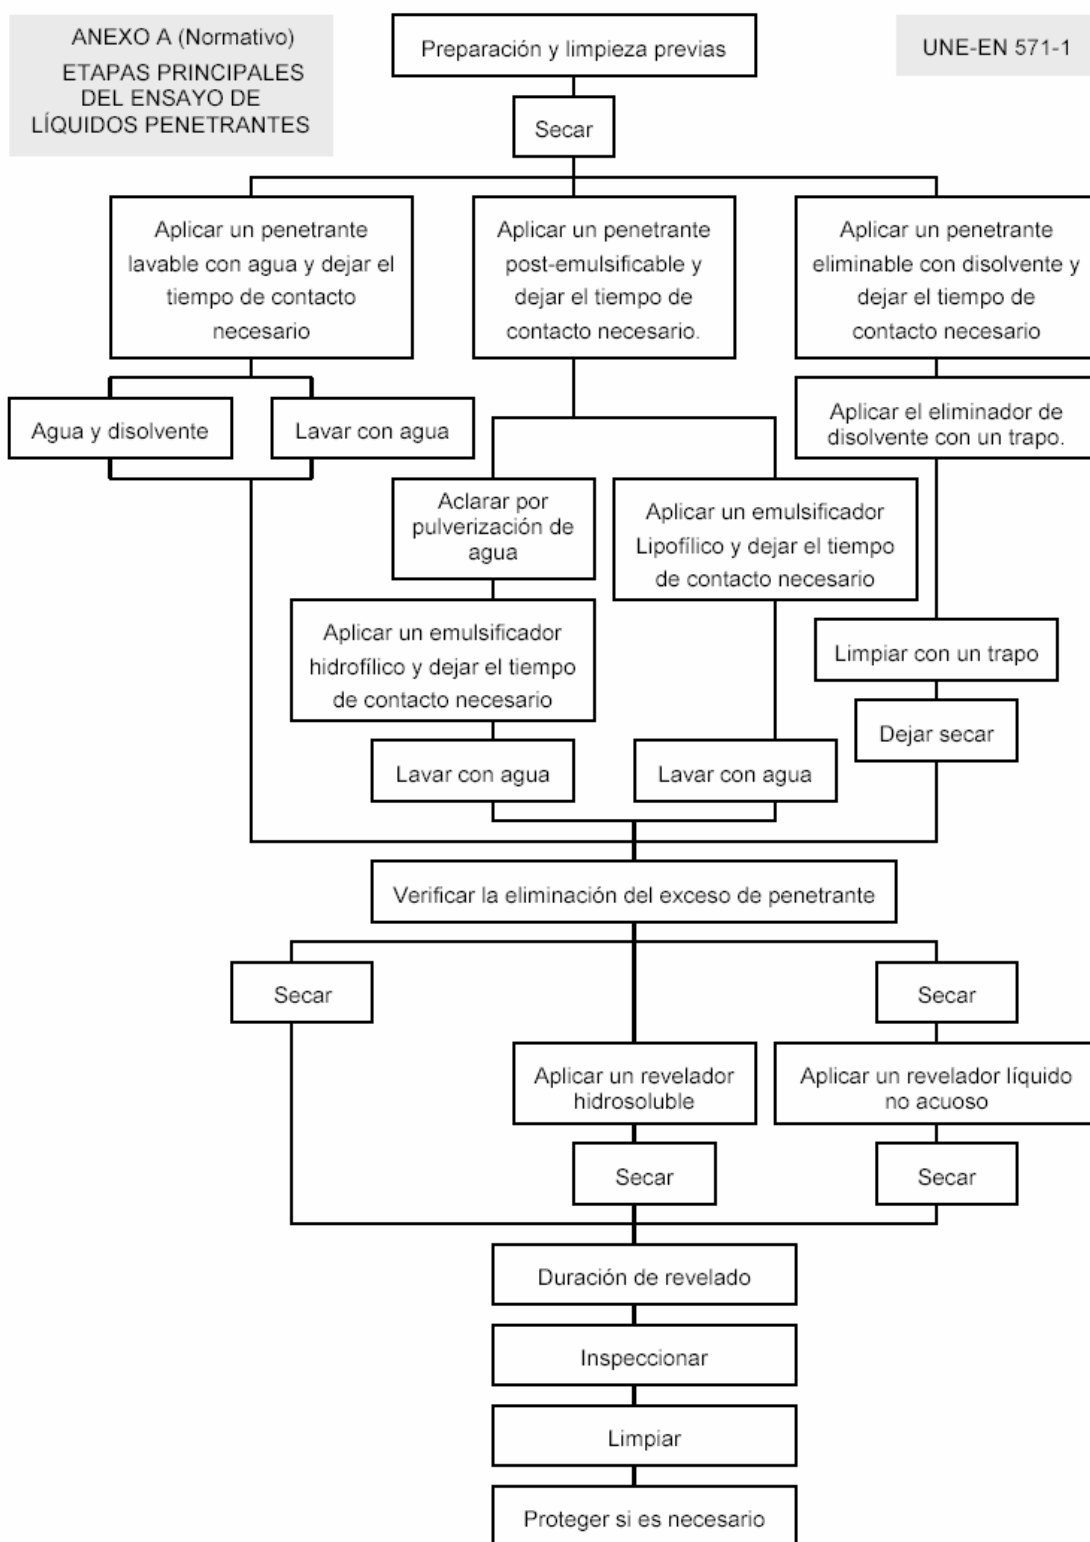 ANEXO A (Normativo)
ETAPAS PRINCIPALES
DEL ENSAYO DE
LÍQUIDOS PENETRANTES
Preparación y limpieza previas
UNE-EN 571-1
Secar
Aplicar un penetrante
lavable con agua y dejar el
tiempo de contacto
necesario
Aplicar un penetrante
post-emulsificable y
dejar el tiempo de
contacto necesario.
Aplicar un penetrante
eliminable con disolvente y
dejar el tiempo de
contacto necesario
Agua y disolvente
Lavar con agua
Aplicar el eliminador de
disolvente con un trapo.
Aclarar por
pulverización de
agua
Aplicar un emulsificador
Lipofílico y dejar el tiempo
de contacto necesario
Aplicar un emulsificador
hidrofílico y dejar el tiempo
de contacto necesario
Limpiar con un trapo
Dejar secar
Lavar con agua
Lavar con agua
Verificar la eliminación del exceso de penetrante
Secar
Secar
Aplicar un revelador
hidrosoluble
Aplicar un revelador líquido
no acuoso
Secar
Secar
Duración de revelado
Inspeccionar
Limpiar
Proteger si es necesario